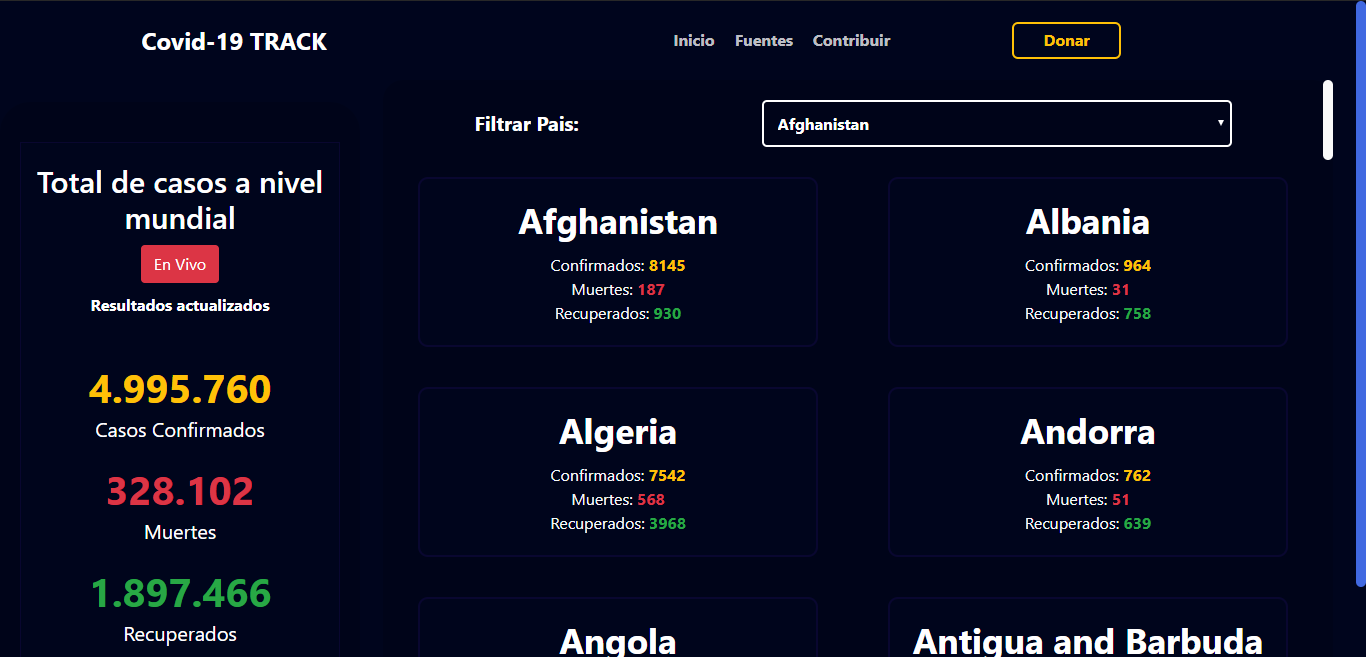 Covid-19 TRACK
Inicio Fuentes Contribuir
Donar
Total de casos a nivel
mundial
En Vivo
Resultados actualizados
4.995.760
Casos Confirmados
328.102
Muertes
1.897.466
Recuperados
Filtrar Pais:
Afghanistan
Afghanistan
Confirmados: 8145
Muertes: 187
Recuperados: 930
Albania
Confirmados: 964
Muertes: 31
Recuperados: 758
Algeria
Confirmados: 7542
Muertes: 568
Recuperados: 3968
Andorra
Confirmados: 762
Muertes: 51
Recuperados: 639
Angola
Antigua and Barbuda